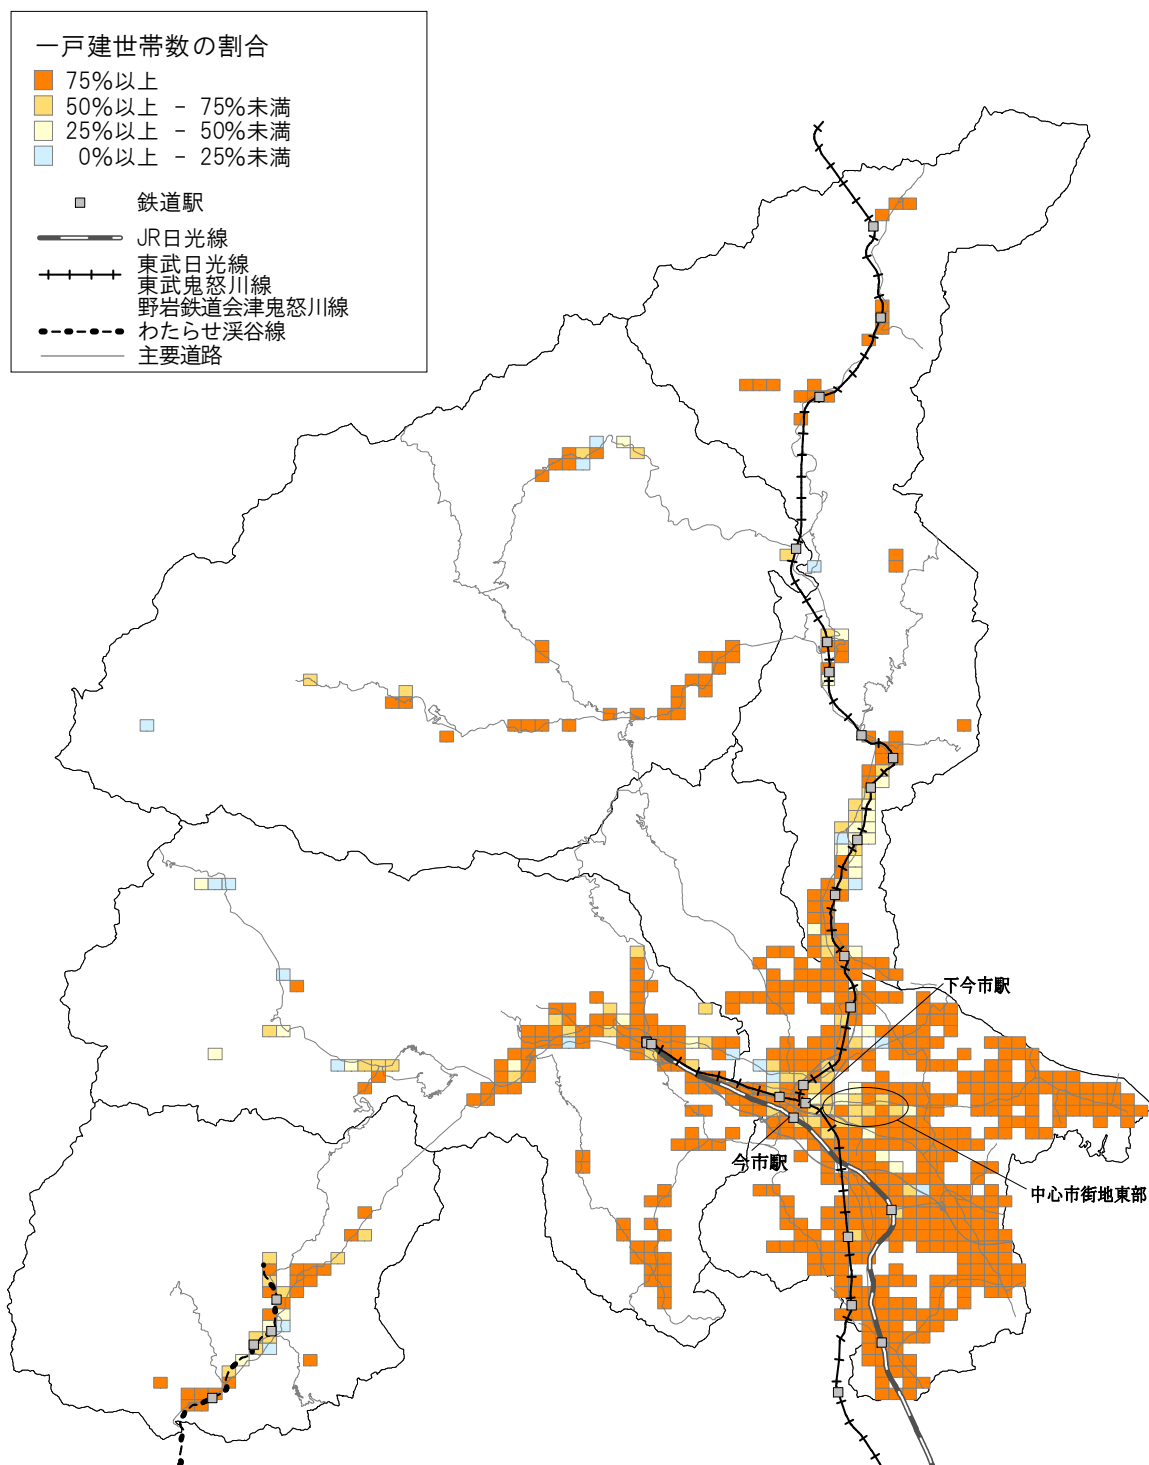 一戸建世帯数の割合
75%以上
50%以上 - 75%未満
25%以上 - 50%未満
0%以上 - 25%未満
鉄道駅
JR日光線
東武日光線
東武鬼怒川線
野岩鉄道会津鬼怒川線
わたらせ渓谷線
主要道路
下今市駅
今市駅
中心市街地東部